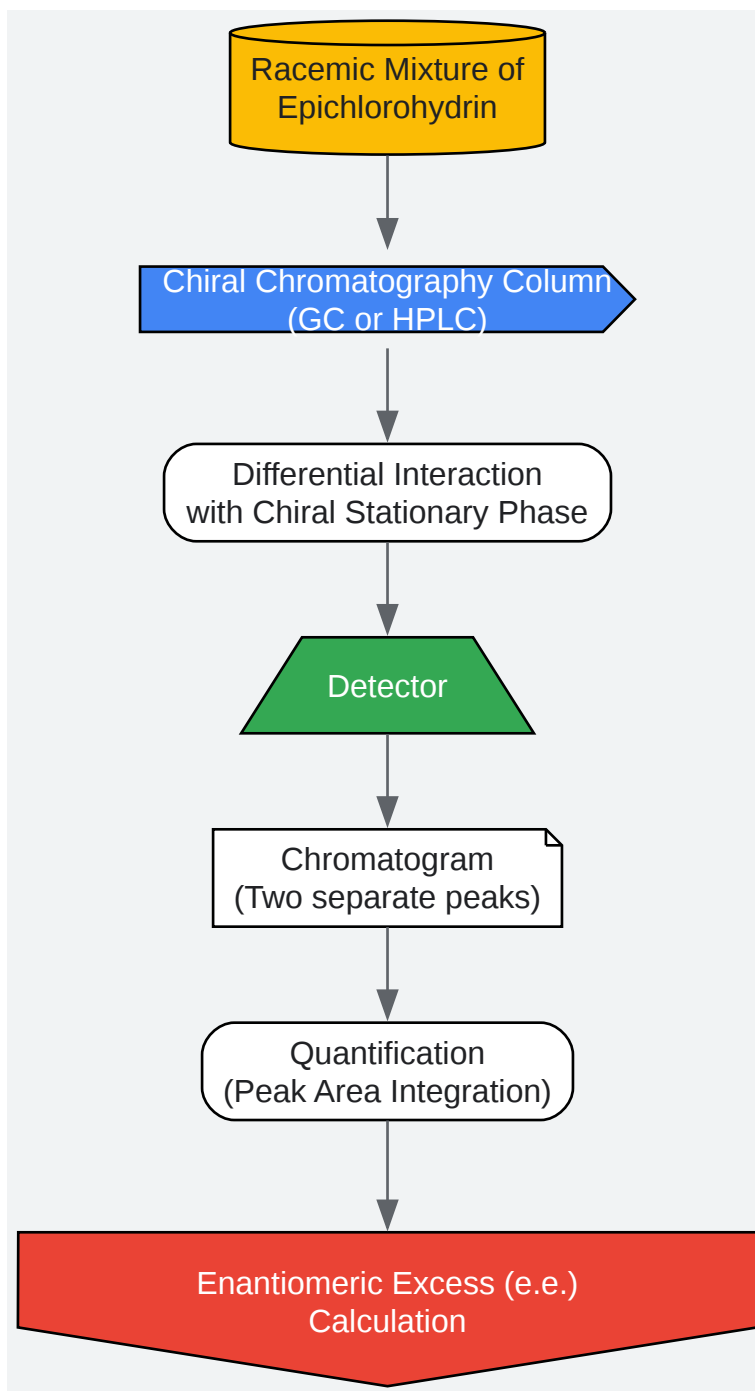 Racemic Mixture of
Epichlorohydrin
Chiral Chromatography Column
(GC or HPLC)
Differential Interaction
with Chiral Stationary Phase
Detector
Chromatogram
(Two separate peaks)
Quantification
(Peak Area Integration)
Enantiomeric Excess (e.e.)
Calculation